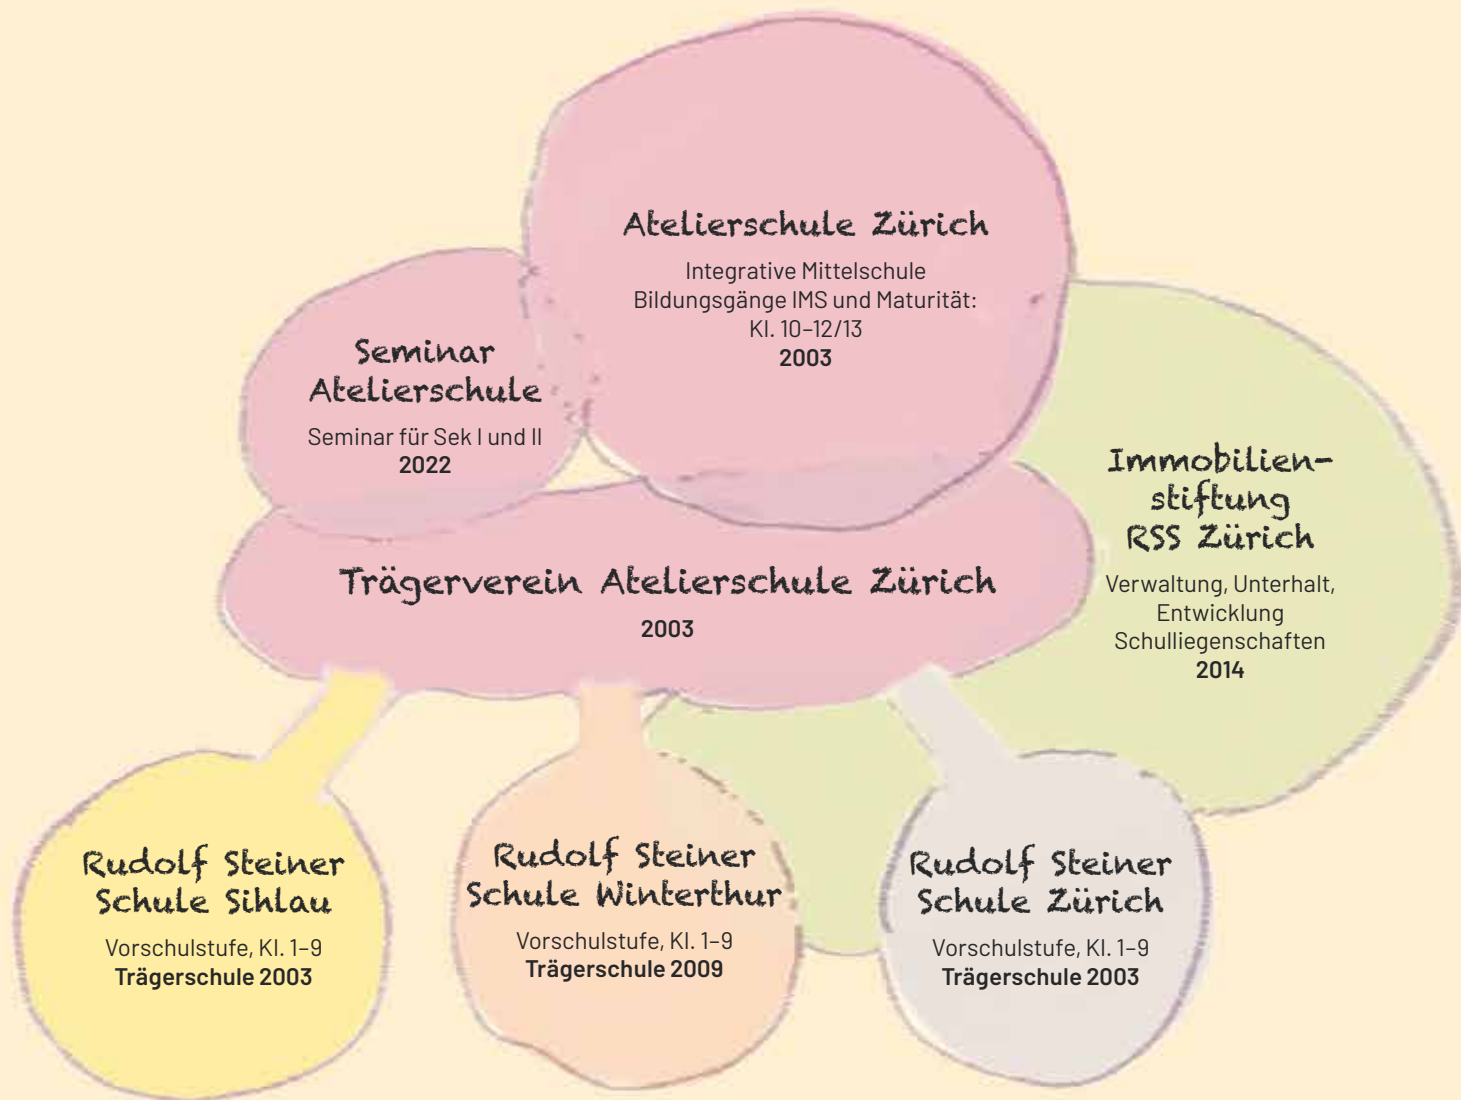 Atelierschule Zürich
Integrative Mittelschule
Bildungsgänge IMS und Maturität:
Kl. 10–12/13
2003
Seminar
Atelierschule
Seminar für Sek I und II
2022
Immobilien-
stiftung
RSS Zürich
Verwaltung, Unterhalt,
Entwicklung
Schulliegenschaften
2014
Trägerverein Atelierschule Zürich
2003
Rudolf Steiner
Schule Sihlau
Vorschulstufe, Kl. 1–9
Trägerschule 2003
Rudolf Steiner
Schule Winterthur
Vorschulstufe, Kl. 1–9
Trägerschule 2009
Rudolf Steiner
Schule Zürich
Vorschulstufe, Kl. 1–9
Trägerschule 2003